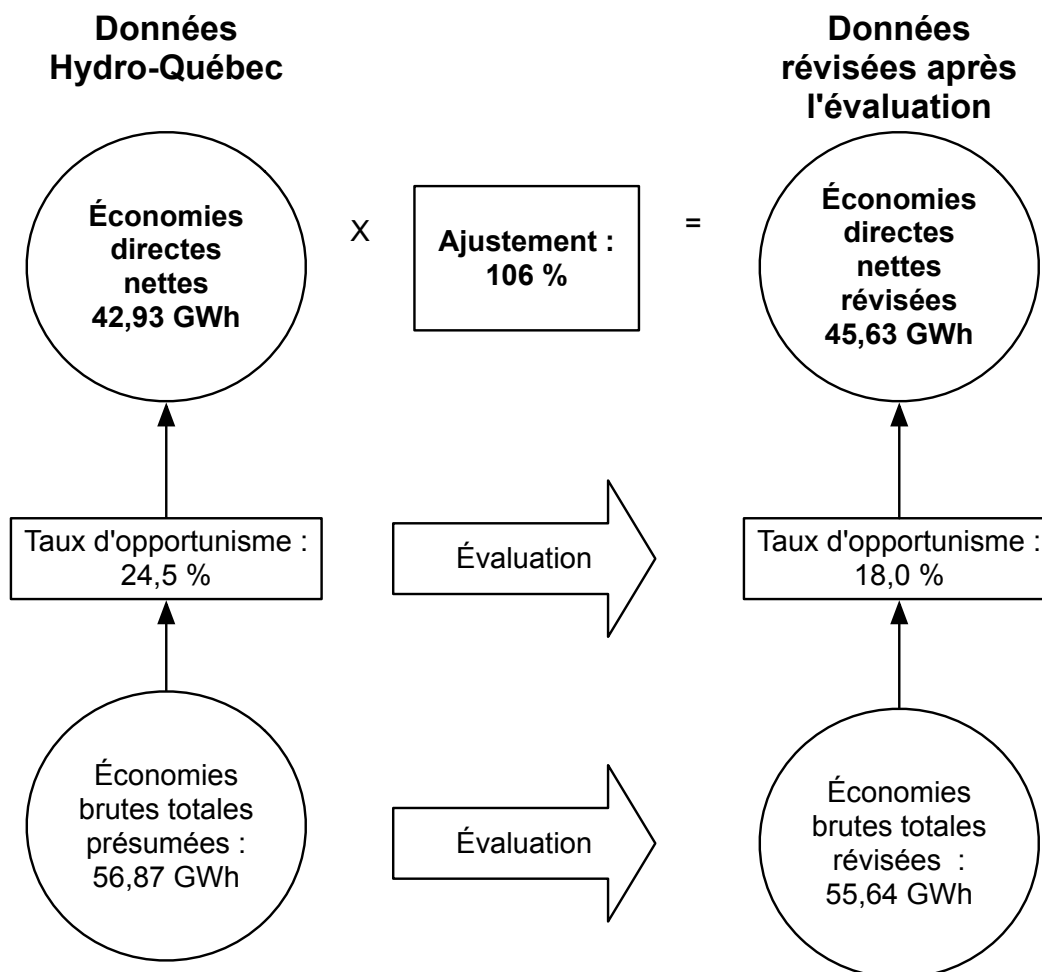 Données
Hydro-Québec
Données
révisées après
l'évaluation
Économies
directes
nettes
42,93 GWh
X
Ajustement :
106 %
=
Économies
directes
nettes
révisées
45,63 GWh
Taux d'opportunisme :
24,5 %
Évaluation
Taux d'opportunisme :
18,0 %
Économies
brutes totales
présumées :
56,87 GWh
Évaluation
Économies
brutes totales
révisées  :
55,64 GWh